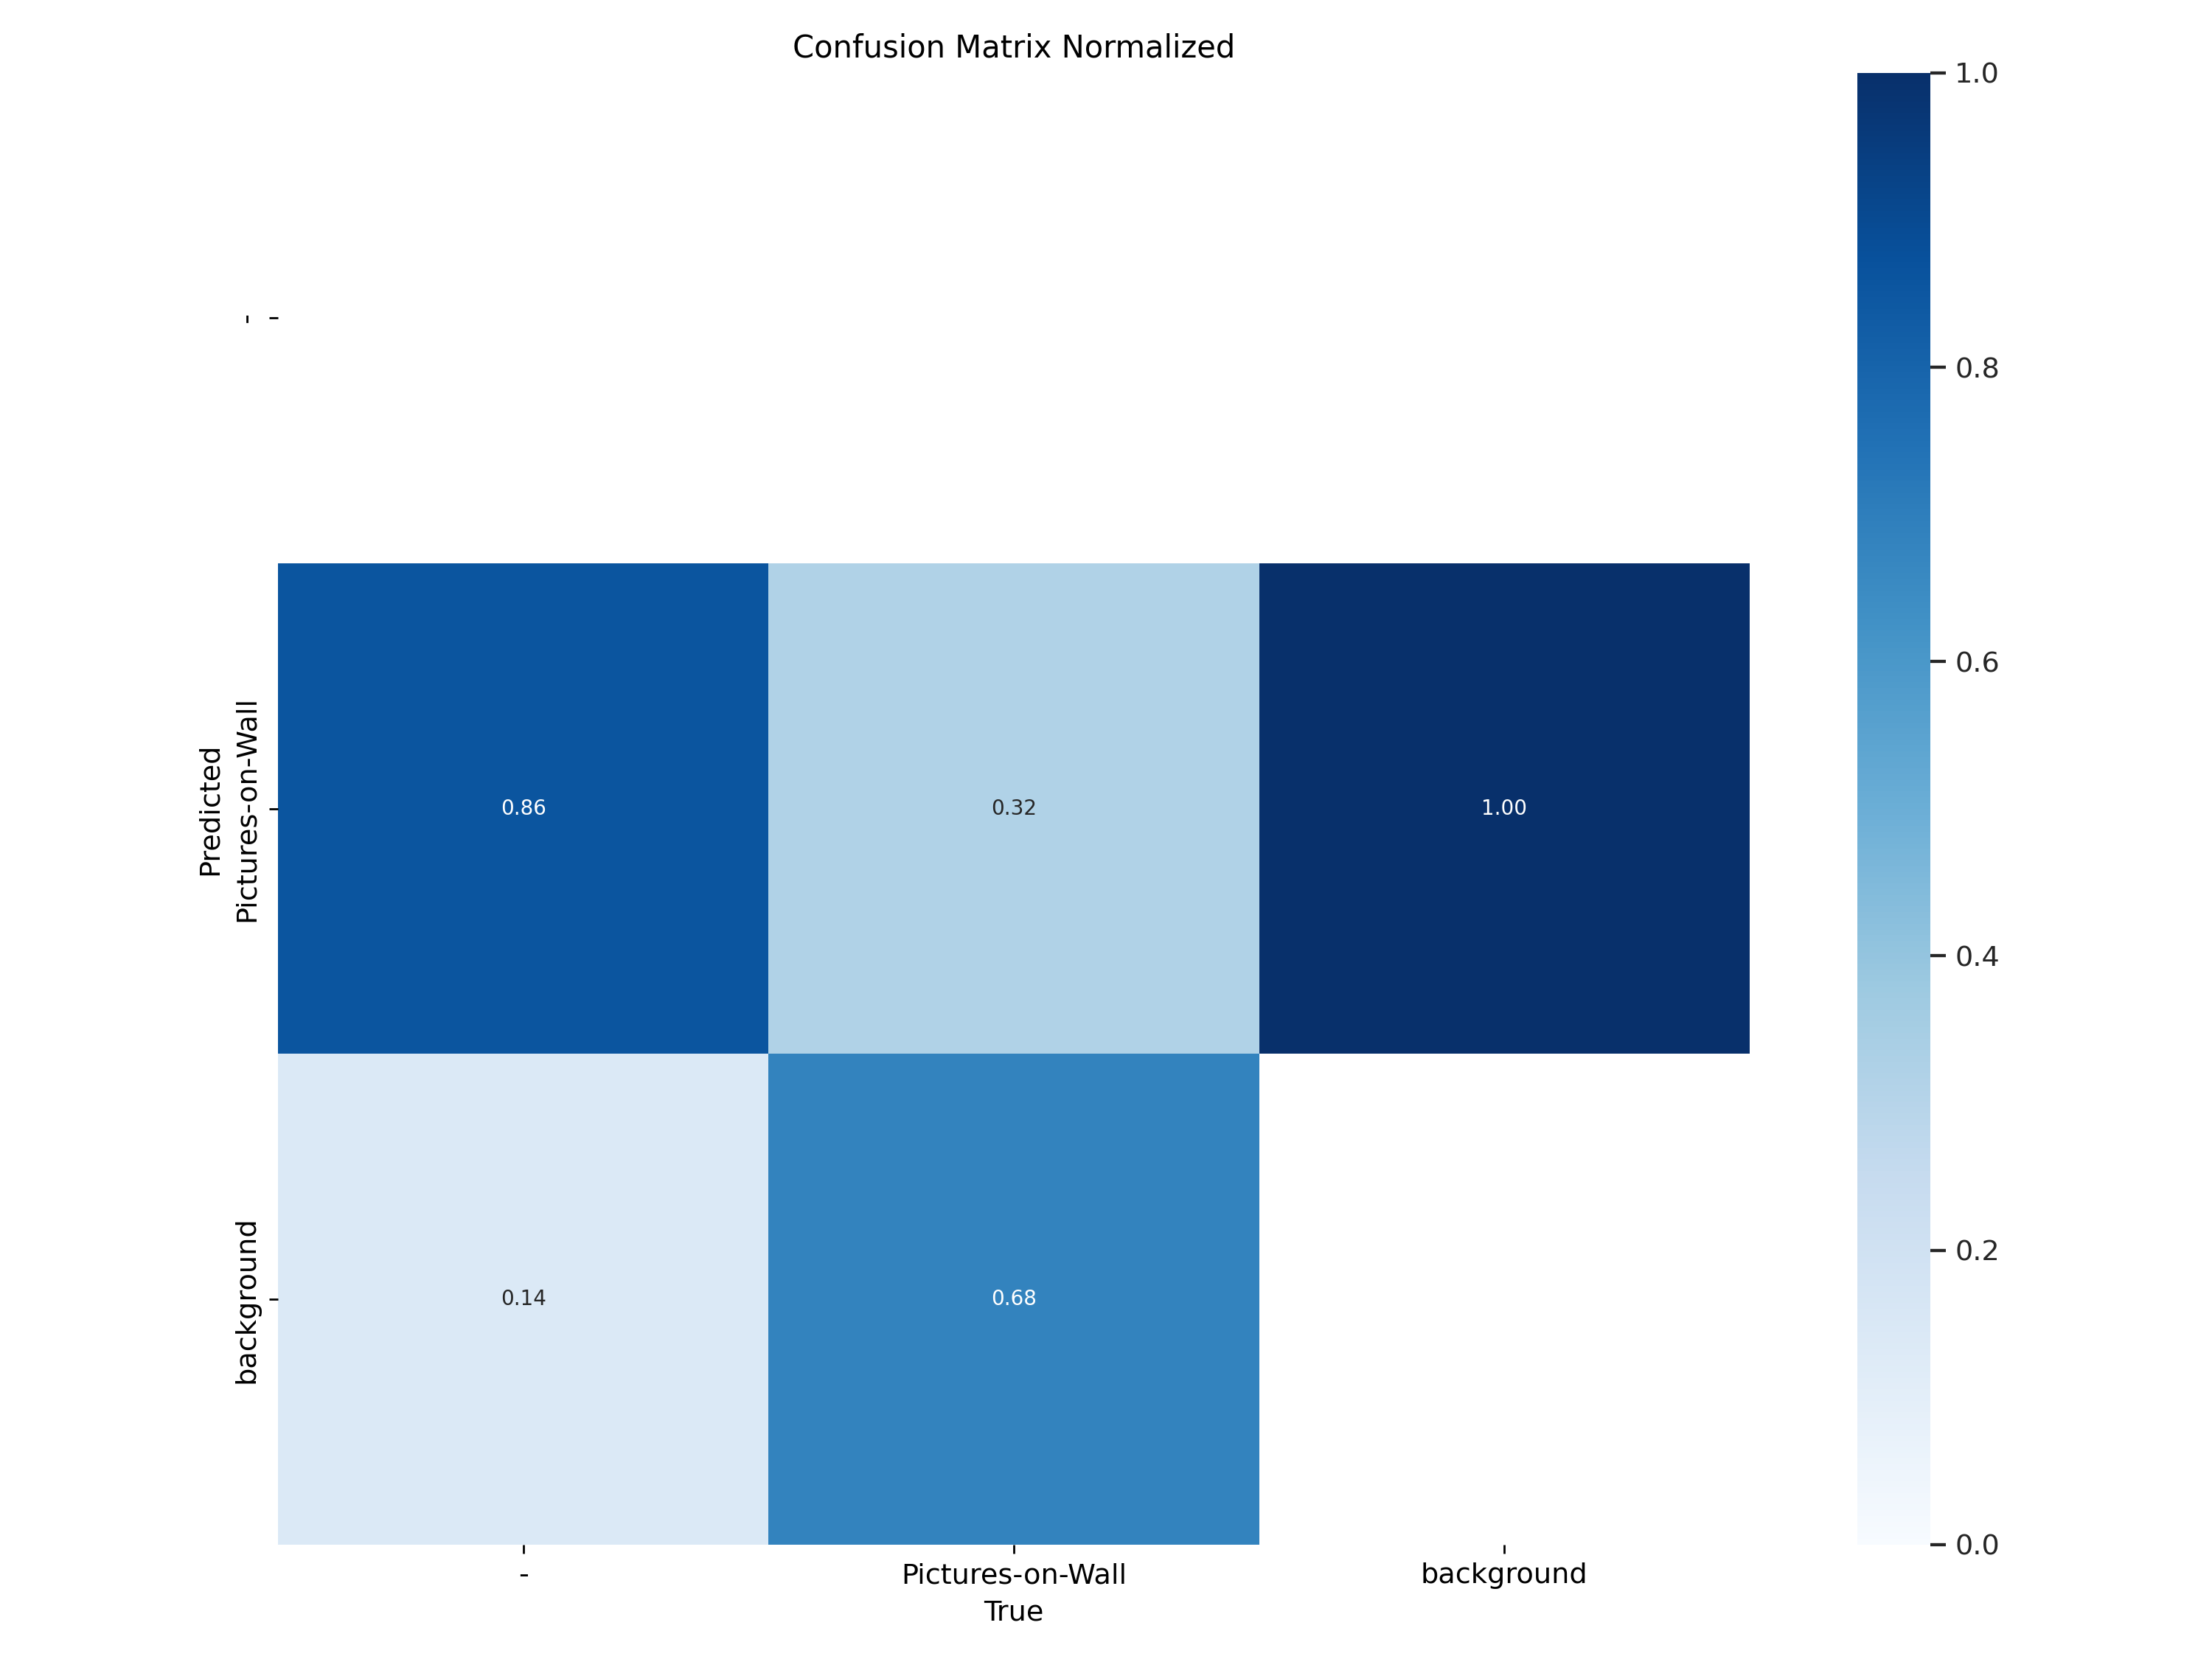 Confusion Matrix Normalized
Predicted
-
Pictures-on-Wall
background
0.86
0.32
1.00
0.14
0.68
-
Pictures-on-Wall
background
True
1.0
0.8
0.6
0.4
0.2
0.0